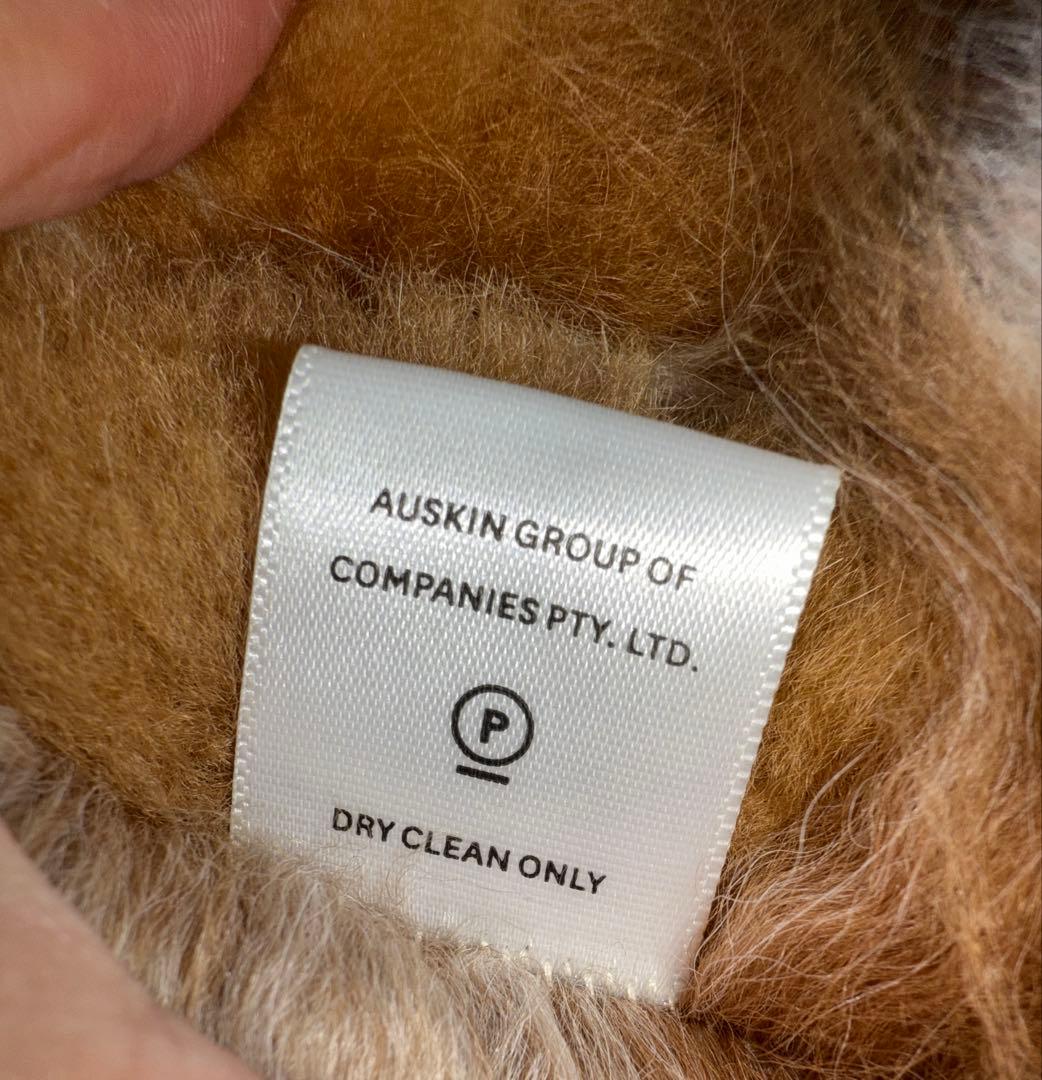 AUSKIN GROUP OF
COMPANIES PTY. LTD.
P
DRY CLEAN ONLY